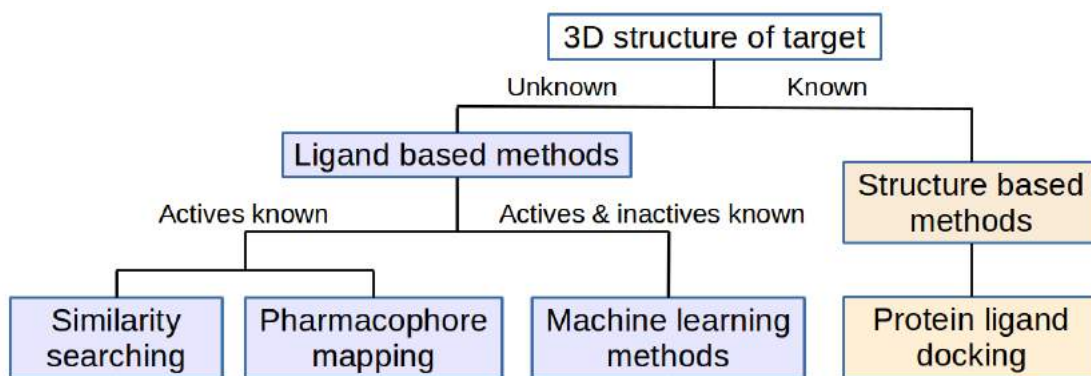 3D structure of target
Unknown
Known
Ligand based methods
Structure based
methods
Actives known
Actives & inactives known
Similarity
searching
Pharmacophore
mapping
Machine learning
methods
Protein ligand
docking